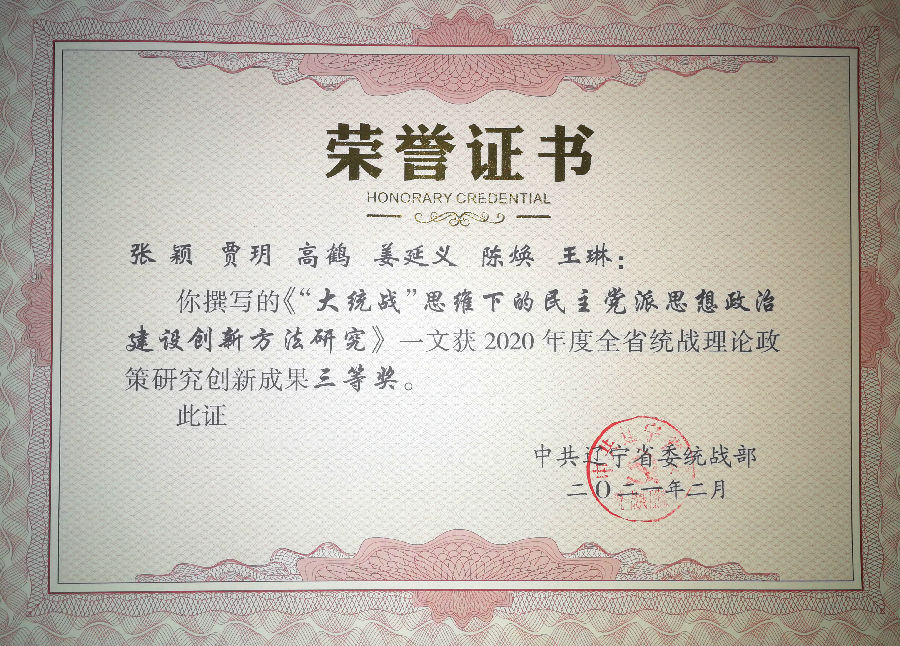 荣誉证书
HONORARY CREDENTIAL
张颖 贾玥 高鹤 姜延义 陈焕 王琳：
你撰写的《“大统战”思维下的民主党派思想政治
建设创新方法研究》一文获2020年度全省统战理论政
策研究创新成果三等奖。
此证
中共辽宁省委统战部
二〇二一年二月